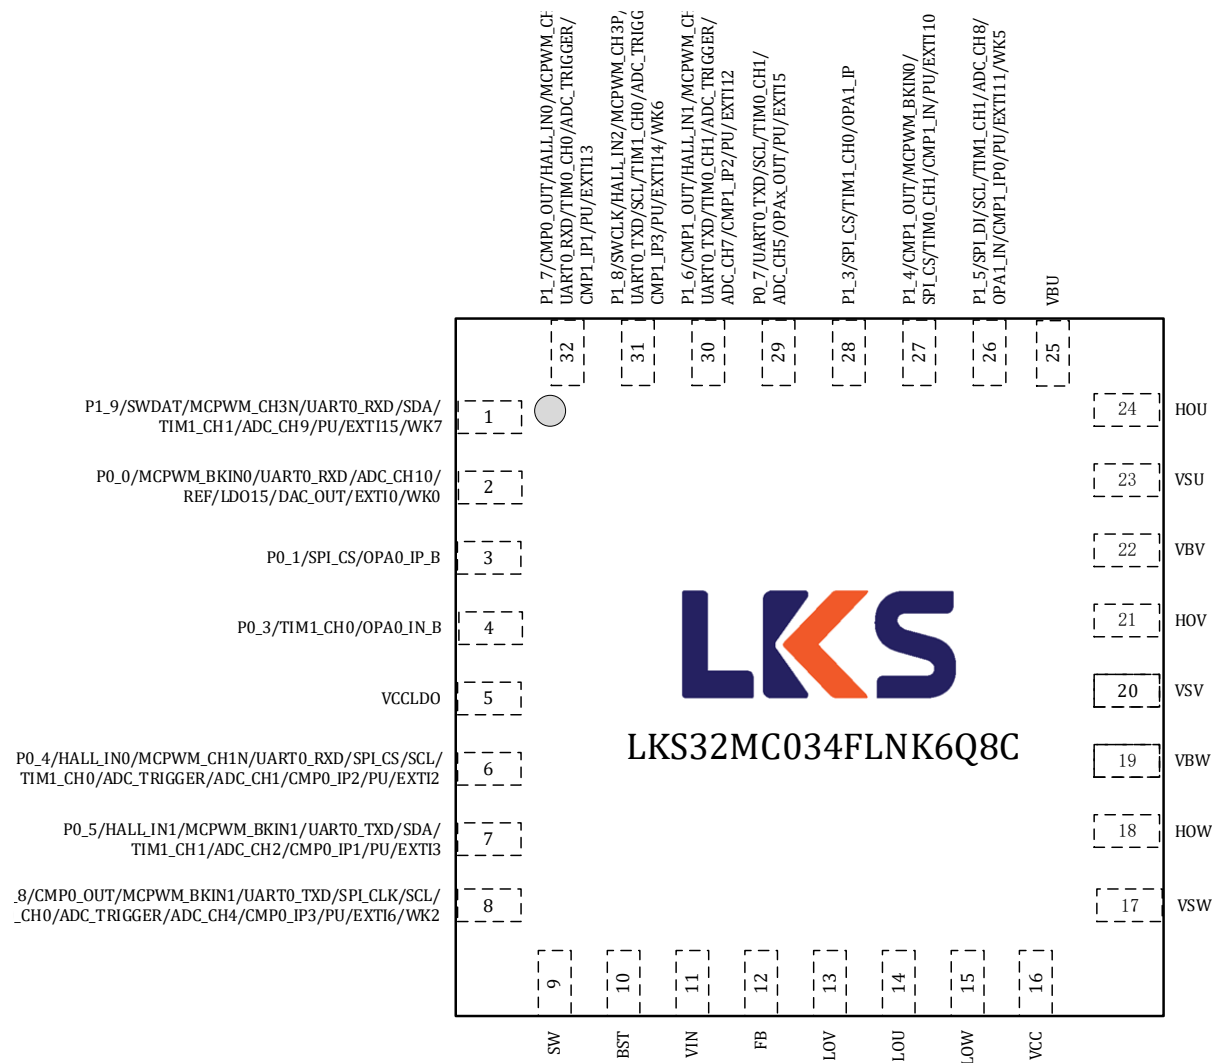 P1_7/CMP0_OUT/HALL_IN0/MCPWM_CH
UART0_RXD/TIM0_CH0/ADC_TRIGGER/
CMP1_IP1/PU/EXTI13
P1_8/SWCLK/HALL_IN2/MCPWM_CH3P/
UART0_TXD/SCL/TIM1_CH0/ADC_TRIGG
CMP1_IP3/PU/EXTI14/WK6
P1_6/CMP1_OUT/HALL_IN1/MCPWM_CH
UART0_TXD/TIM0_CH1/ADC_TRIGGER/
ADC_CH7/CMP1_IP2/PU/EXTI12
P0_7/UART0_TXD/SCL/TIM0_CH1/
ADC_CH5/OPAx_OUT/PU/EXTI5
P1_3/SPI_CS/TIM1_CH0/OPA1_IP
P1_4/CMP1_OUT/MCPWM_BKIN0/
SPI_CS/TIM0_CH1/CMP1_IN/PU/EXTI10
P1_5/SPI_DI/SCL/TIM1_CH1/ADC_CH8/
OPA1_IN/CMP1_IP0/PU/EXTI11/WK5
VBU
32
31
30
29
28
27
26
25
P1_9/SWDAT/MCPWM_CH3N/UART0_RXD/SDA/
TIM1_CH1/ADC_CH9/PU/EXTI15/WK7
1
24
HOU
P0_0/MCPWM_BKIN0/UART0_RXD/ADC_CH10/
REF/LDO15/DAC_OUT/EXTI0/WK0
2
23
VSU
P0_1/SPI_CS/OPA0_IP_B
3
22
VBV
P0_3/TIM1_CH0/OPA0_IN_B
4
21
HOV
VCCLDO
5
20
VSV
P0_4/HALL_IN0/MCPWM_CH1N/UART0_RXD/SPI_CS/SCL/
TIM1_CH0/ADC_TRIGGER/ADC_CH1/CMP0_IP2/PU/EXTI2
6
19
VBW
P0_5/HALL_IN1/MCPWM_BKIN1/UART0_TXD/SDA/
TIM1_CH1/ADC_CH2/CMP0_IP1/PU/EXTI3
7
18
HOW
_8/CMP0_OUT/MCPWM_BKIN1/UART0_TXD/SPI_CLK/SCL/
_CH0/ADC_TRIGGER/ADC_CH4/CMP0_IP3/PU/EXTI6/WK2
8
17
VSW
LKS
LKS32MC034FLNK6Q8C
9
10
11
12
13
14
15
16
SW
BST
VIN
FB
LOV
LOU
LOW
VCC